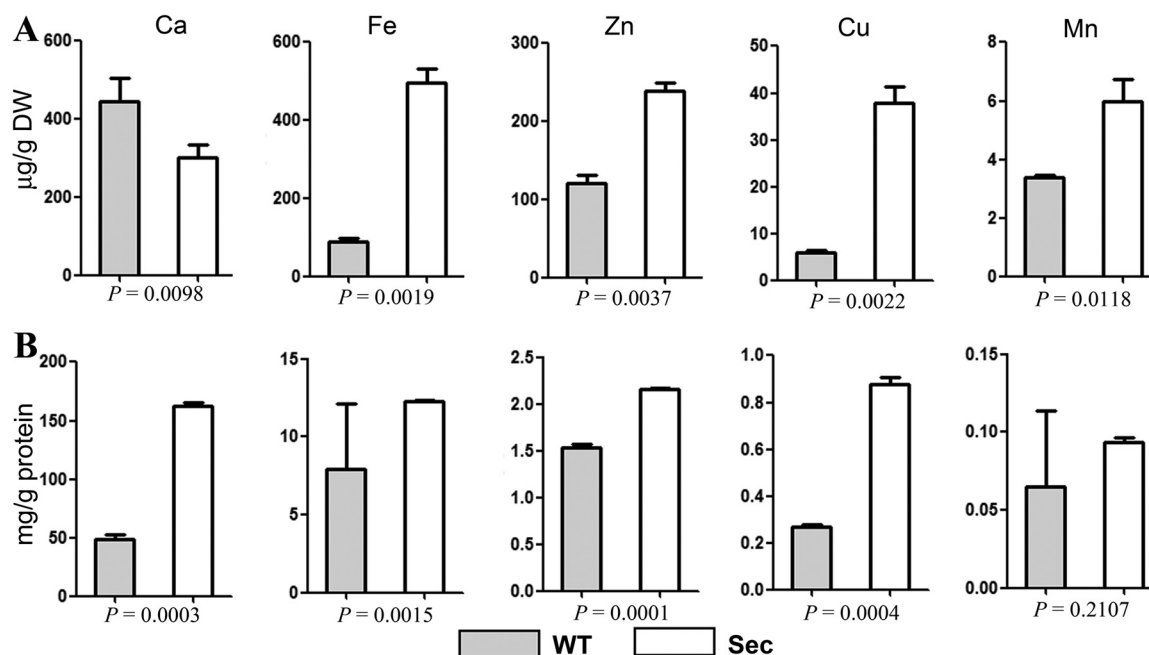 A
Ca
Fe
Zn
Cu
Mn
µg/g DW
600
400
200
0
P = 0.0098
600
400
200
0
P = 0.0019
300
200
100
0
P = 0.0037
50
40
30
20
10
0
P = 0.0022
8
6
4
2
0
P = 0.0118
B
mg/g protein
200
150
100
50
0
P = 0.0003
15
10
5
0
P = 0.0015
2.5
2.0
1.5
1.0
0.5
0.0
P = 0.0001
1.0
0.8
0.6
0.4
0.2
0.0
P = 0.0004
0.15
0.10
0.05
0.00
P = 0.2107
WT
Sec